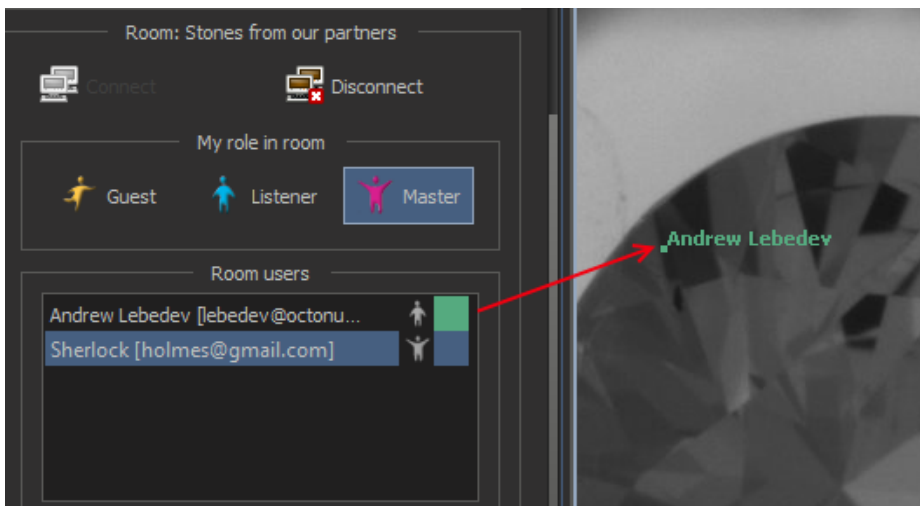 Room: Stones from our partners
Connect
Disconnect
My role in room
Guest
Listener
Master
Room users
Andrew Lebedev [lebedev@octonu...
Sherlock [holmes@gmail.com]
Andrew Lebedev